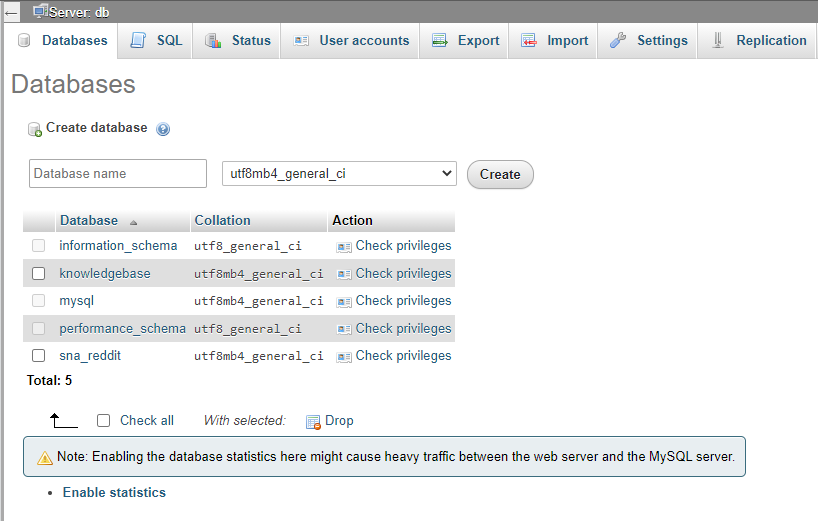 Server: db
Databases SQL Status User accounts Export Import Settings Replication
Databases
Create database
Database name utf8mb4_general_ci Create
Database Collation Action
information_schema utf8_general_ci Check privileges
knowledgebase utf8mb4_general_ci Check privileges
mysql utf8mb4_general_ci Check privileges
performance_schema utf8_general_ci Check privileges
sna_reddit utf8mb4_general_ci Check privileges
Total: 5
Check all With selected: Drop
Note: Enabling the database statistics here might cause heavy traffic between the web server and the MySQL server.
Enable statistics